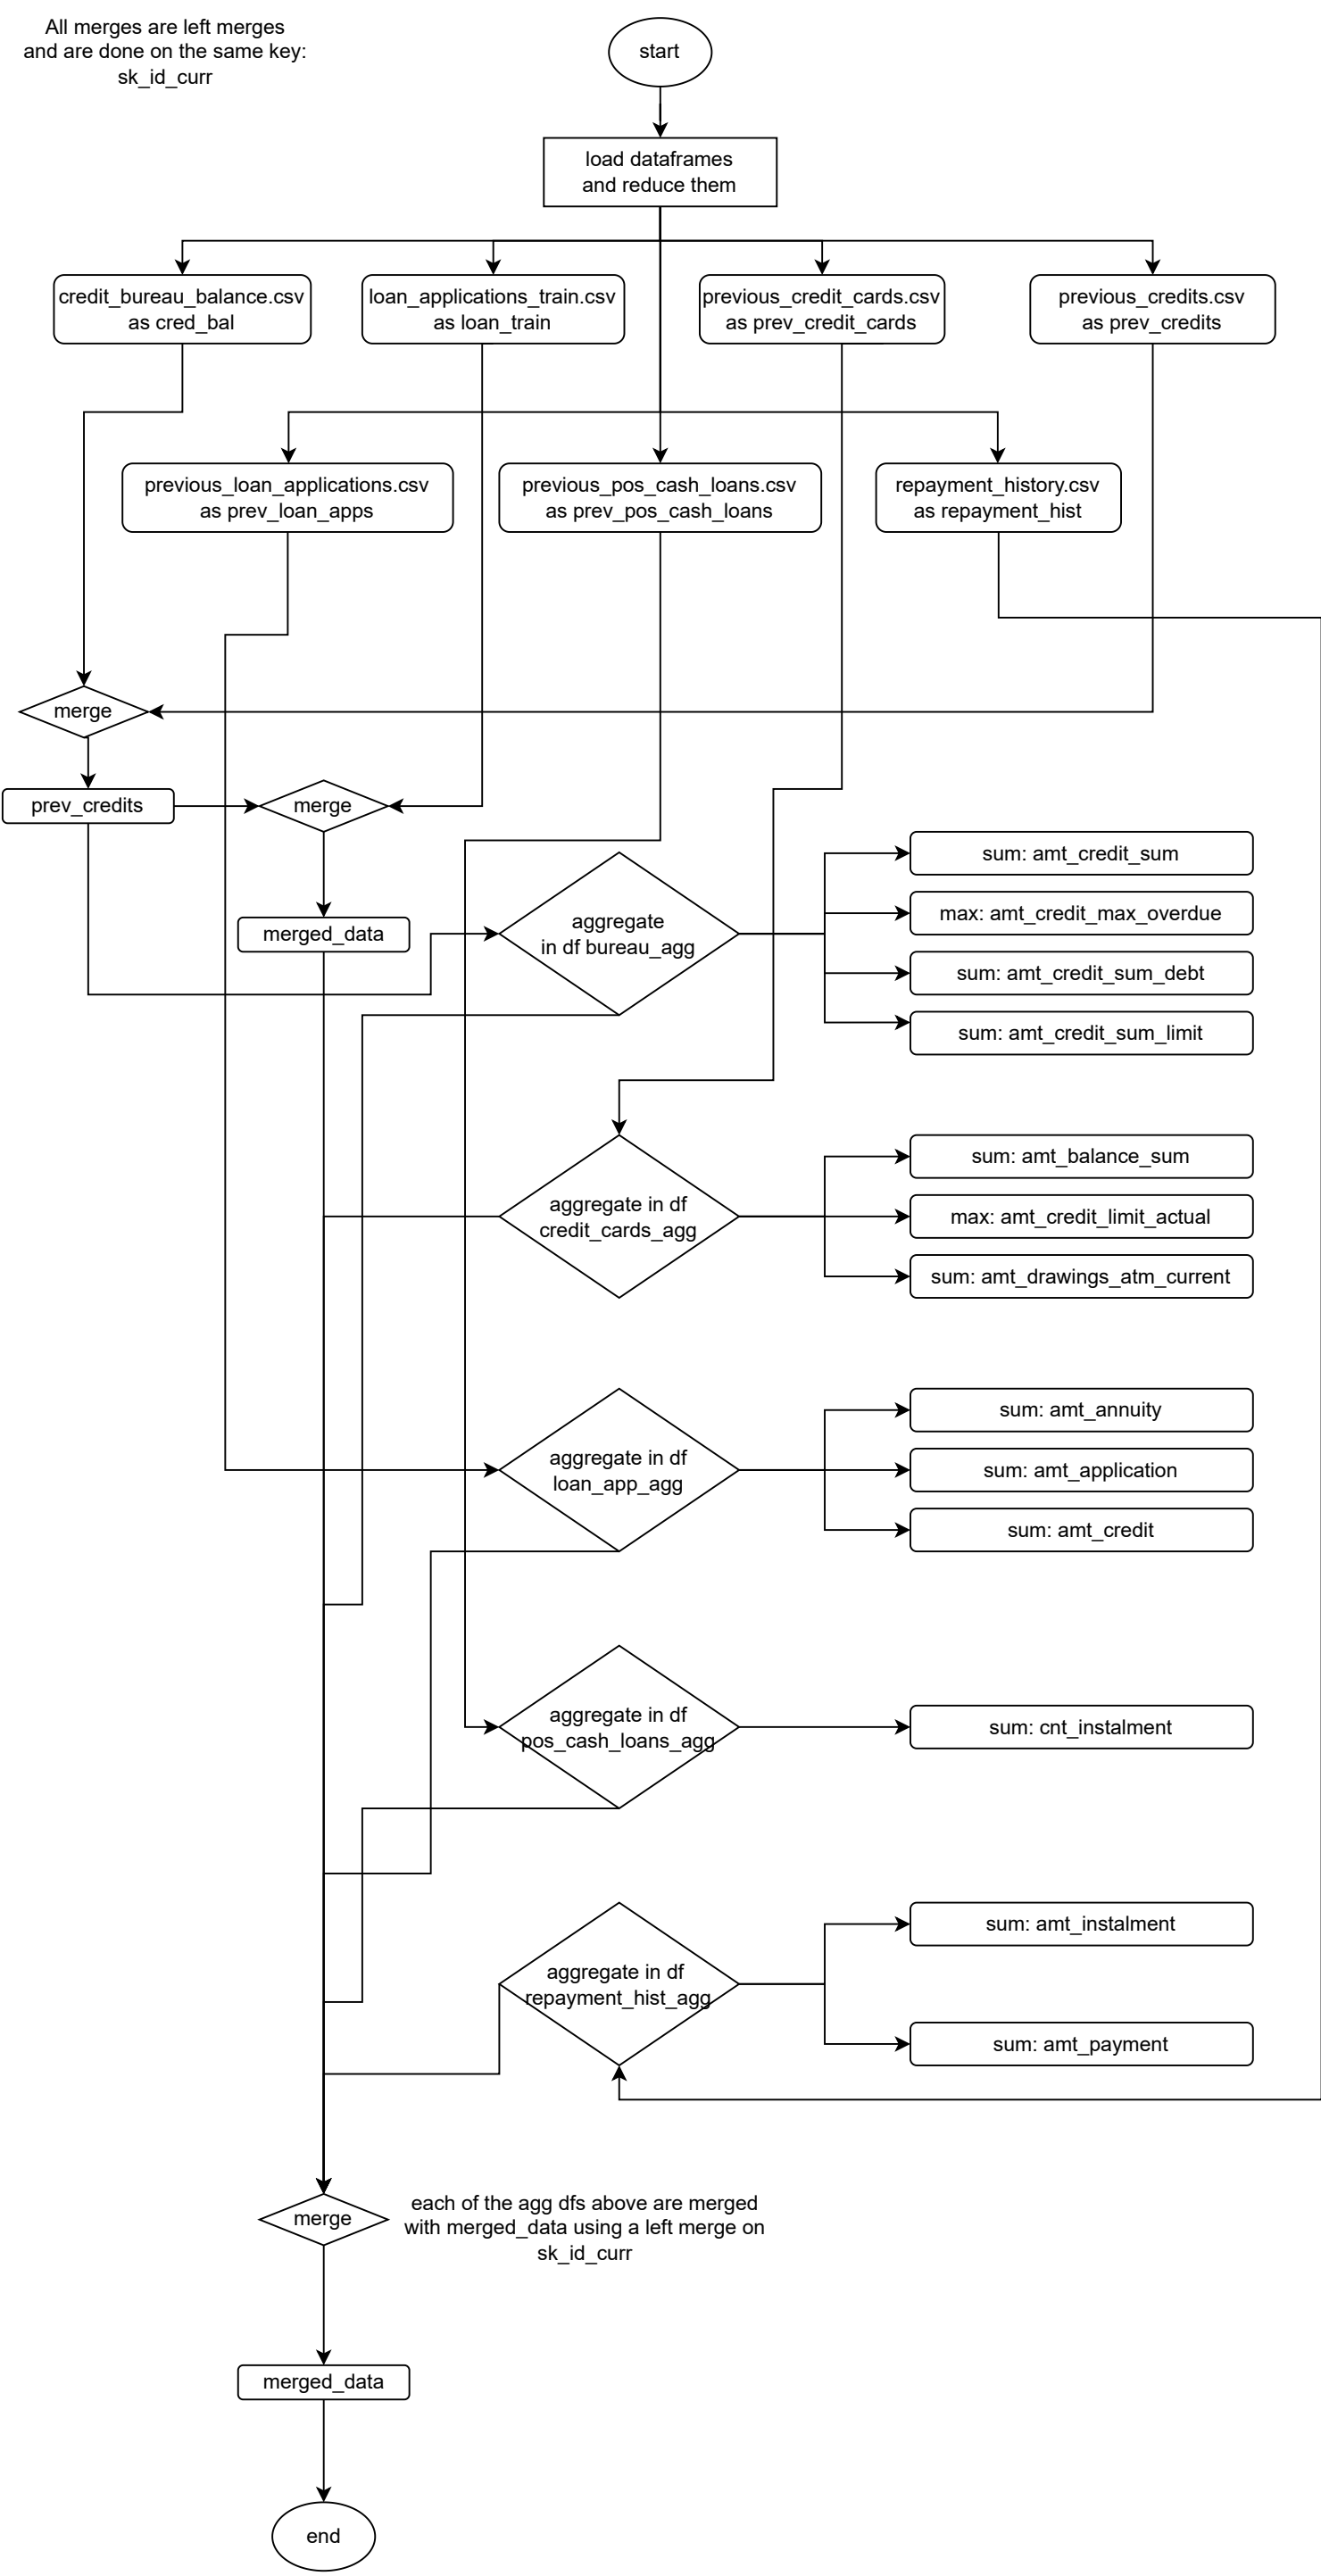 All merges are left merges
and are done on the same key:
sk_id_curr
start
load dataframes
and reduce them
credit_bureau_balance.csv
as cred_bal
loan_applications_train.csv
as loan_train
previous_credit_cards.csv
as prev_credit_cards
previous_credits.csv
as prev_credits
previous_loan_applications.csv
as prev_loan_apps
previous_pos_cash_loans.csv
as prev_pos_cash_loans
repayment_history.csv
as repayment_hist
merge
prev_credits
merge
merged_data
aggregate
in df bureau_agg
sum: amt_credit_sum
max: amt_credit_max_overdue
sum: amt_credit_sum_debt
sum: amt_credit_sum_limit
aggregate in df
credit_cards_agg
sum: amt_balance_sum
max: amt_credit_limit_actual
sum: amt_drawings_atm_current
aggregate in df
loan_app_agg
sum: amt_annuity
sum: amt_application
sum: amt_credit
aggregate in df
pos_cash_loans_agg
sum: cnt_instalment
aggregate in df
repayment_hist_agg
sum: amt_instalment
sum: amt_payment
merge
each of the agg dfs above are merged
with merged_data using a left merge on
sk_id_curr
merged_data
end